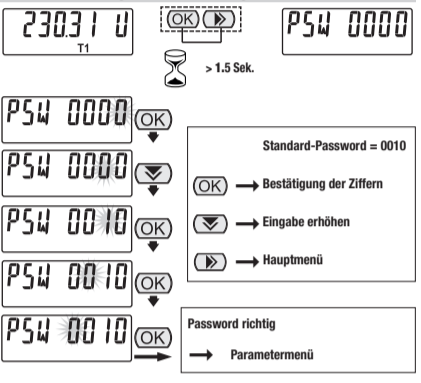 230.31 U
T1
OK
PSW 0000
> 1.5 Sek.
PSW 0000
OK
PSW 0000
PSW 0010
OK
PSW 0010
OK
PSW 0010
OK
Standard-Password = 0010
OK → Bestätigung der Ziffern
→ Eingabe erhöhen
→ Hauptmenü
Password richtig
→ Parametermenü